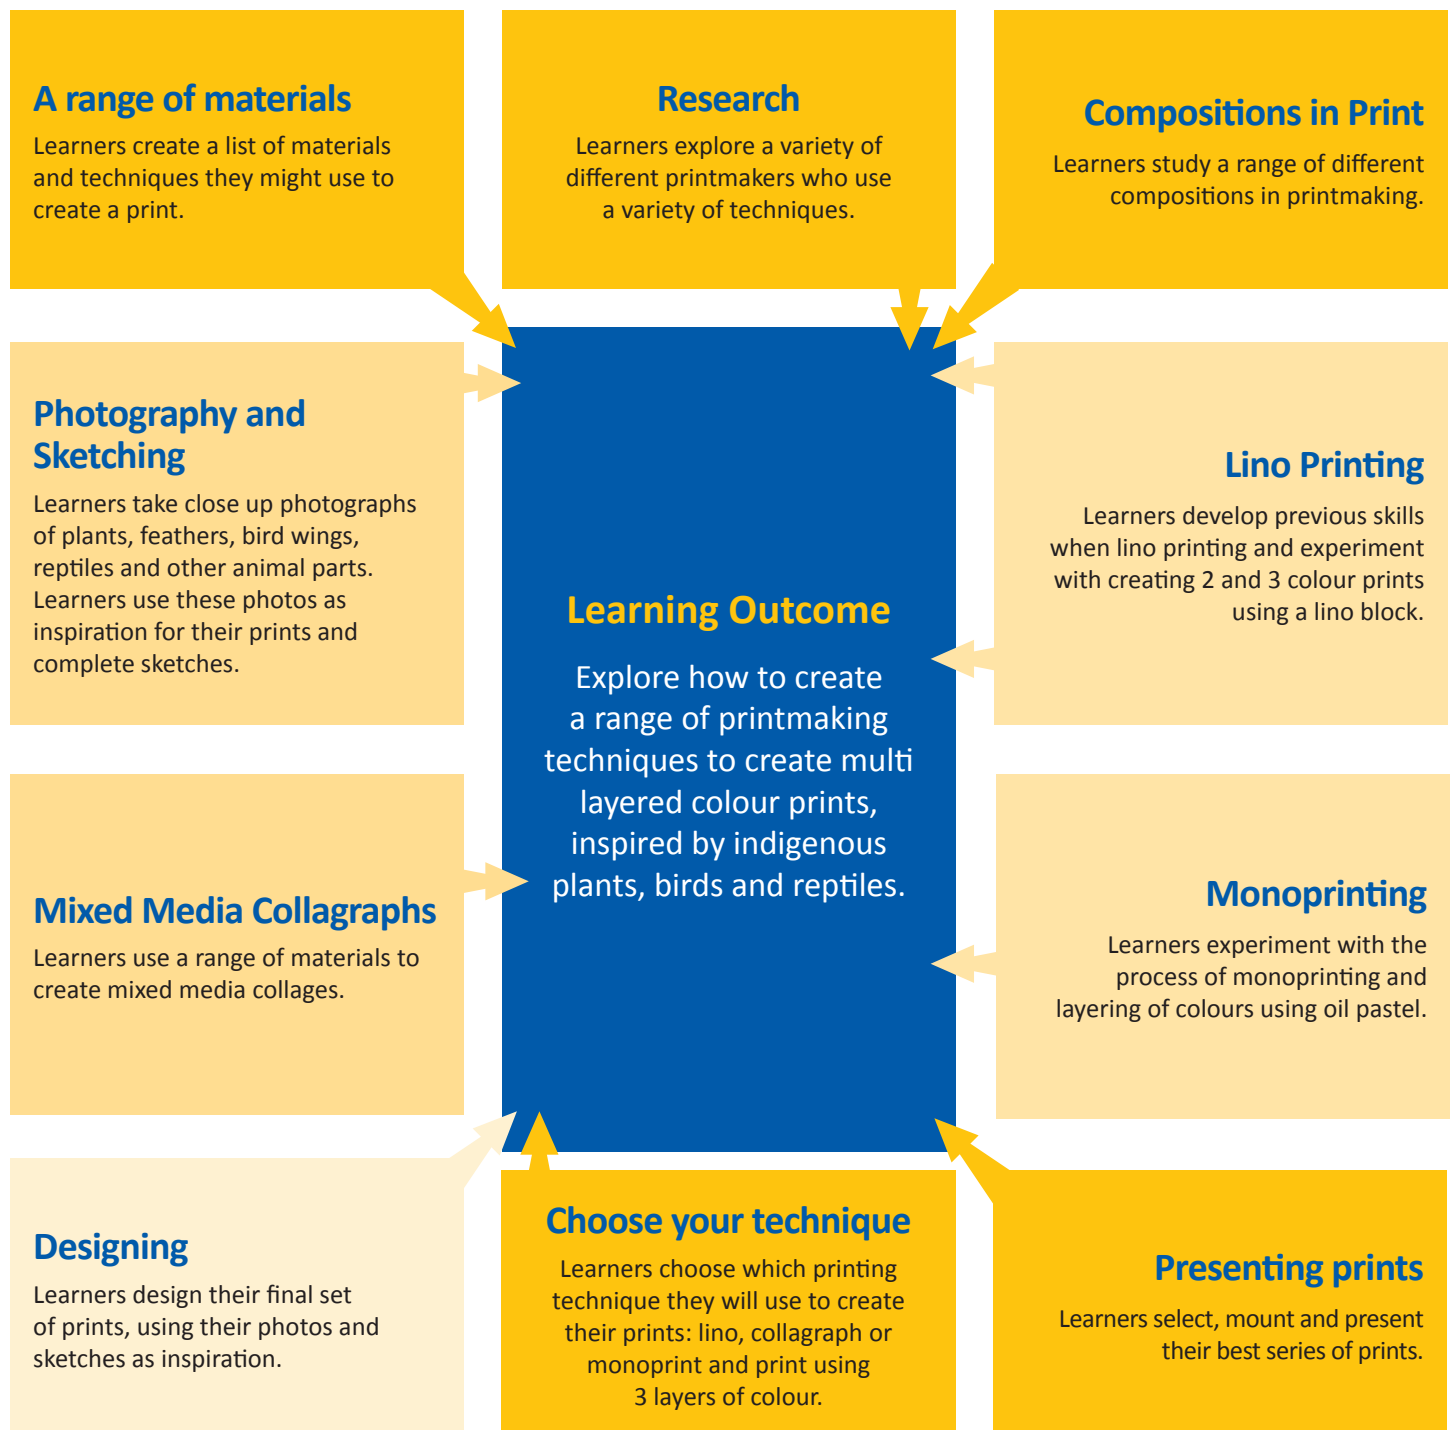 A range of materials
Learners create a list of materials
and techniques they might use to
create a print.
Research
Learners explore a variety of
different printmakers who use
a variety of techniques.
Compositions in Print
Learners study a range of different
compositions in printmaking.
Photography and
Sketching
Learners take close up photographs
of plants, feathers, bird wings,
reptiles and other animal parts.
Learners use these photos as
inspiration for their prints and
complete sketches.
Learning Outcome
Explore how to create
a range of printmaking
techniques to create multi
layered colour prints,
inspired by indigenous
plants, birds and reptiles.
Lino Printing
Learners develop previous skills
when lino printing and experiment
with creating 2 and 3 colour prints
using a lino block.
Mixed Media Collagraphs
Learners use a range of materials to
create mixed media collages.
Monoprinting
Learners experiment with the
process of monoprinting and
layering of colours using oil pastel.
Designing
Learners design their final set
of prints, using their photos and
sketches as inspiration.
Choose your technique
Learners choose which printing
technique they will use to create
their prints: lino, collagraph or
monoprint and print using
3 layers of colour.
Presenting prints
Learners select, mount and present
their best series of prints.